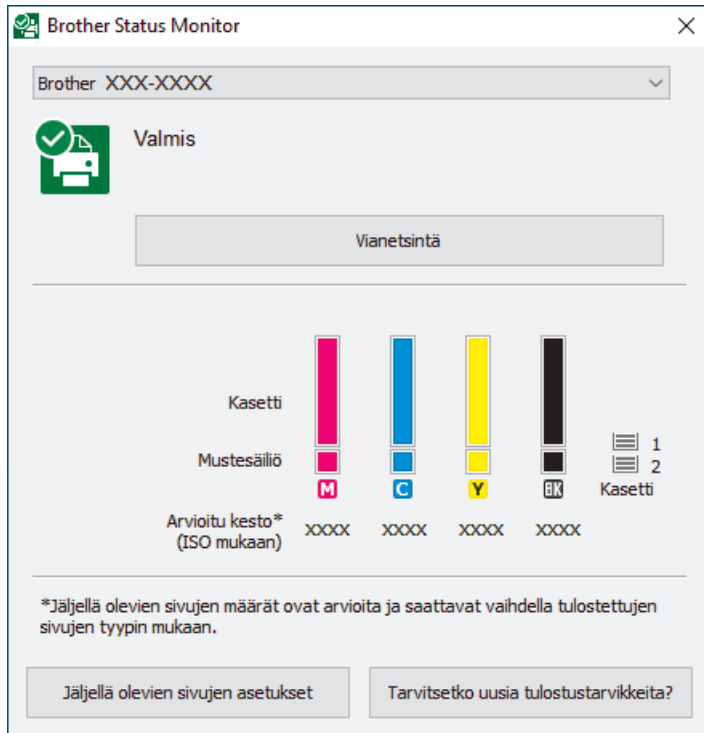 Brother Status Monitor
Brother XXX-XXXX
Valmis
Vianetsintä
Kasetti
Mustesäiliö
1
2
M C Y BK Kasetti
Arvioitu kesto*
(ISO mukaan)
XXXX XXXX XXXX XXXX
*Jäljellä olevien sivujen määrät ovat arvioita ja saattavat vaihdella tulostettujen
sivujen tyypin mukaan.
Jäljellä olevien sivujen asetukset
Tarvitsetko uusia tulostustarvikkeita?